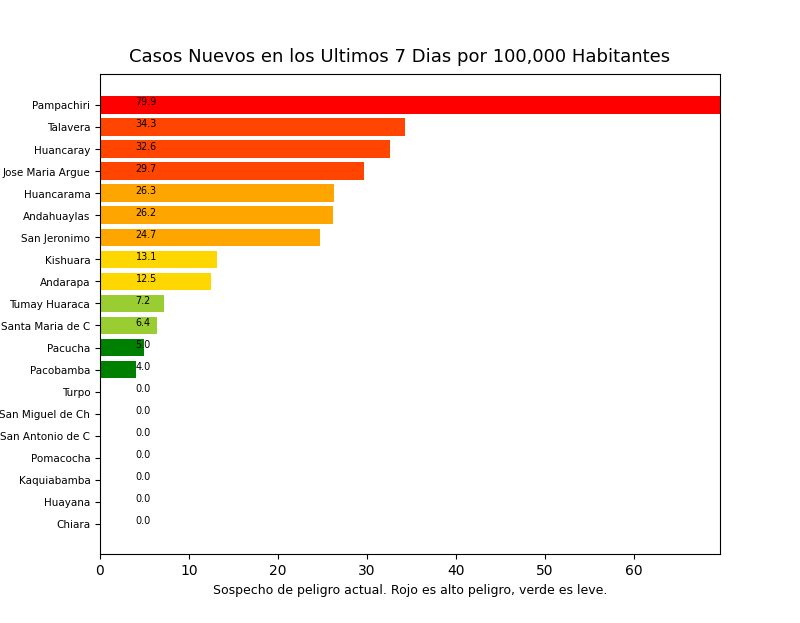 Casos Nuevos en los Ultimos 7 Dias por 100,000 Habitantes
Pampachiri 79.9
Talavera 34.3
Huancaray 32.6
Jose Maria Argue 29.7
Huancarama 26.3
Andahuaylas 26.2
San Jeronimo 24.7
Kishuara 13.1
Andarapa 12.5
Tumay Huaraca 7.2
Santa Maria de C 6.4
Pacucha 5.0
Pacobamba 4.0
Turpo 0.0
San Miguel de Ch 0.0
San Antonio de C 0.0
Pomacocha 0.0
Kaquiabamba 0.0
Huayana 0.0
Chiara 0.0
0 10 20 30 40 50 60
Sospecho de peligro actual. Rojo es alto peligro, verde es leve.